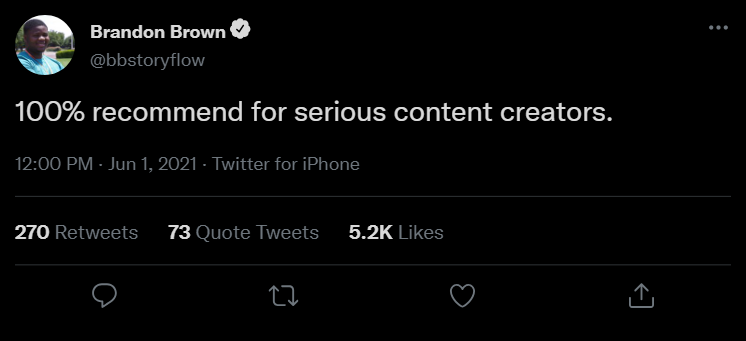 Brandon Brown
@bbstoryflow
100% recommend for serious content creators.
12:00 PM · Jun 1, 2021 · Twitter for iPhone
270 Retweets 73 Quote Tweets 5.2K Likes